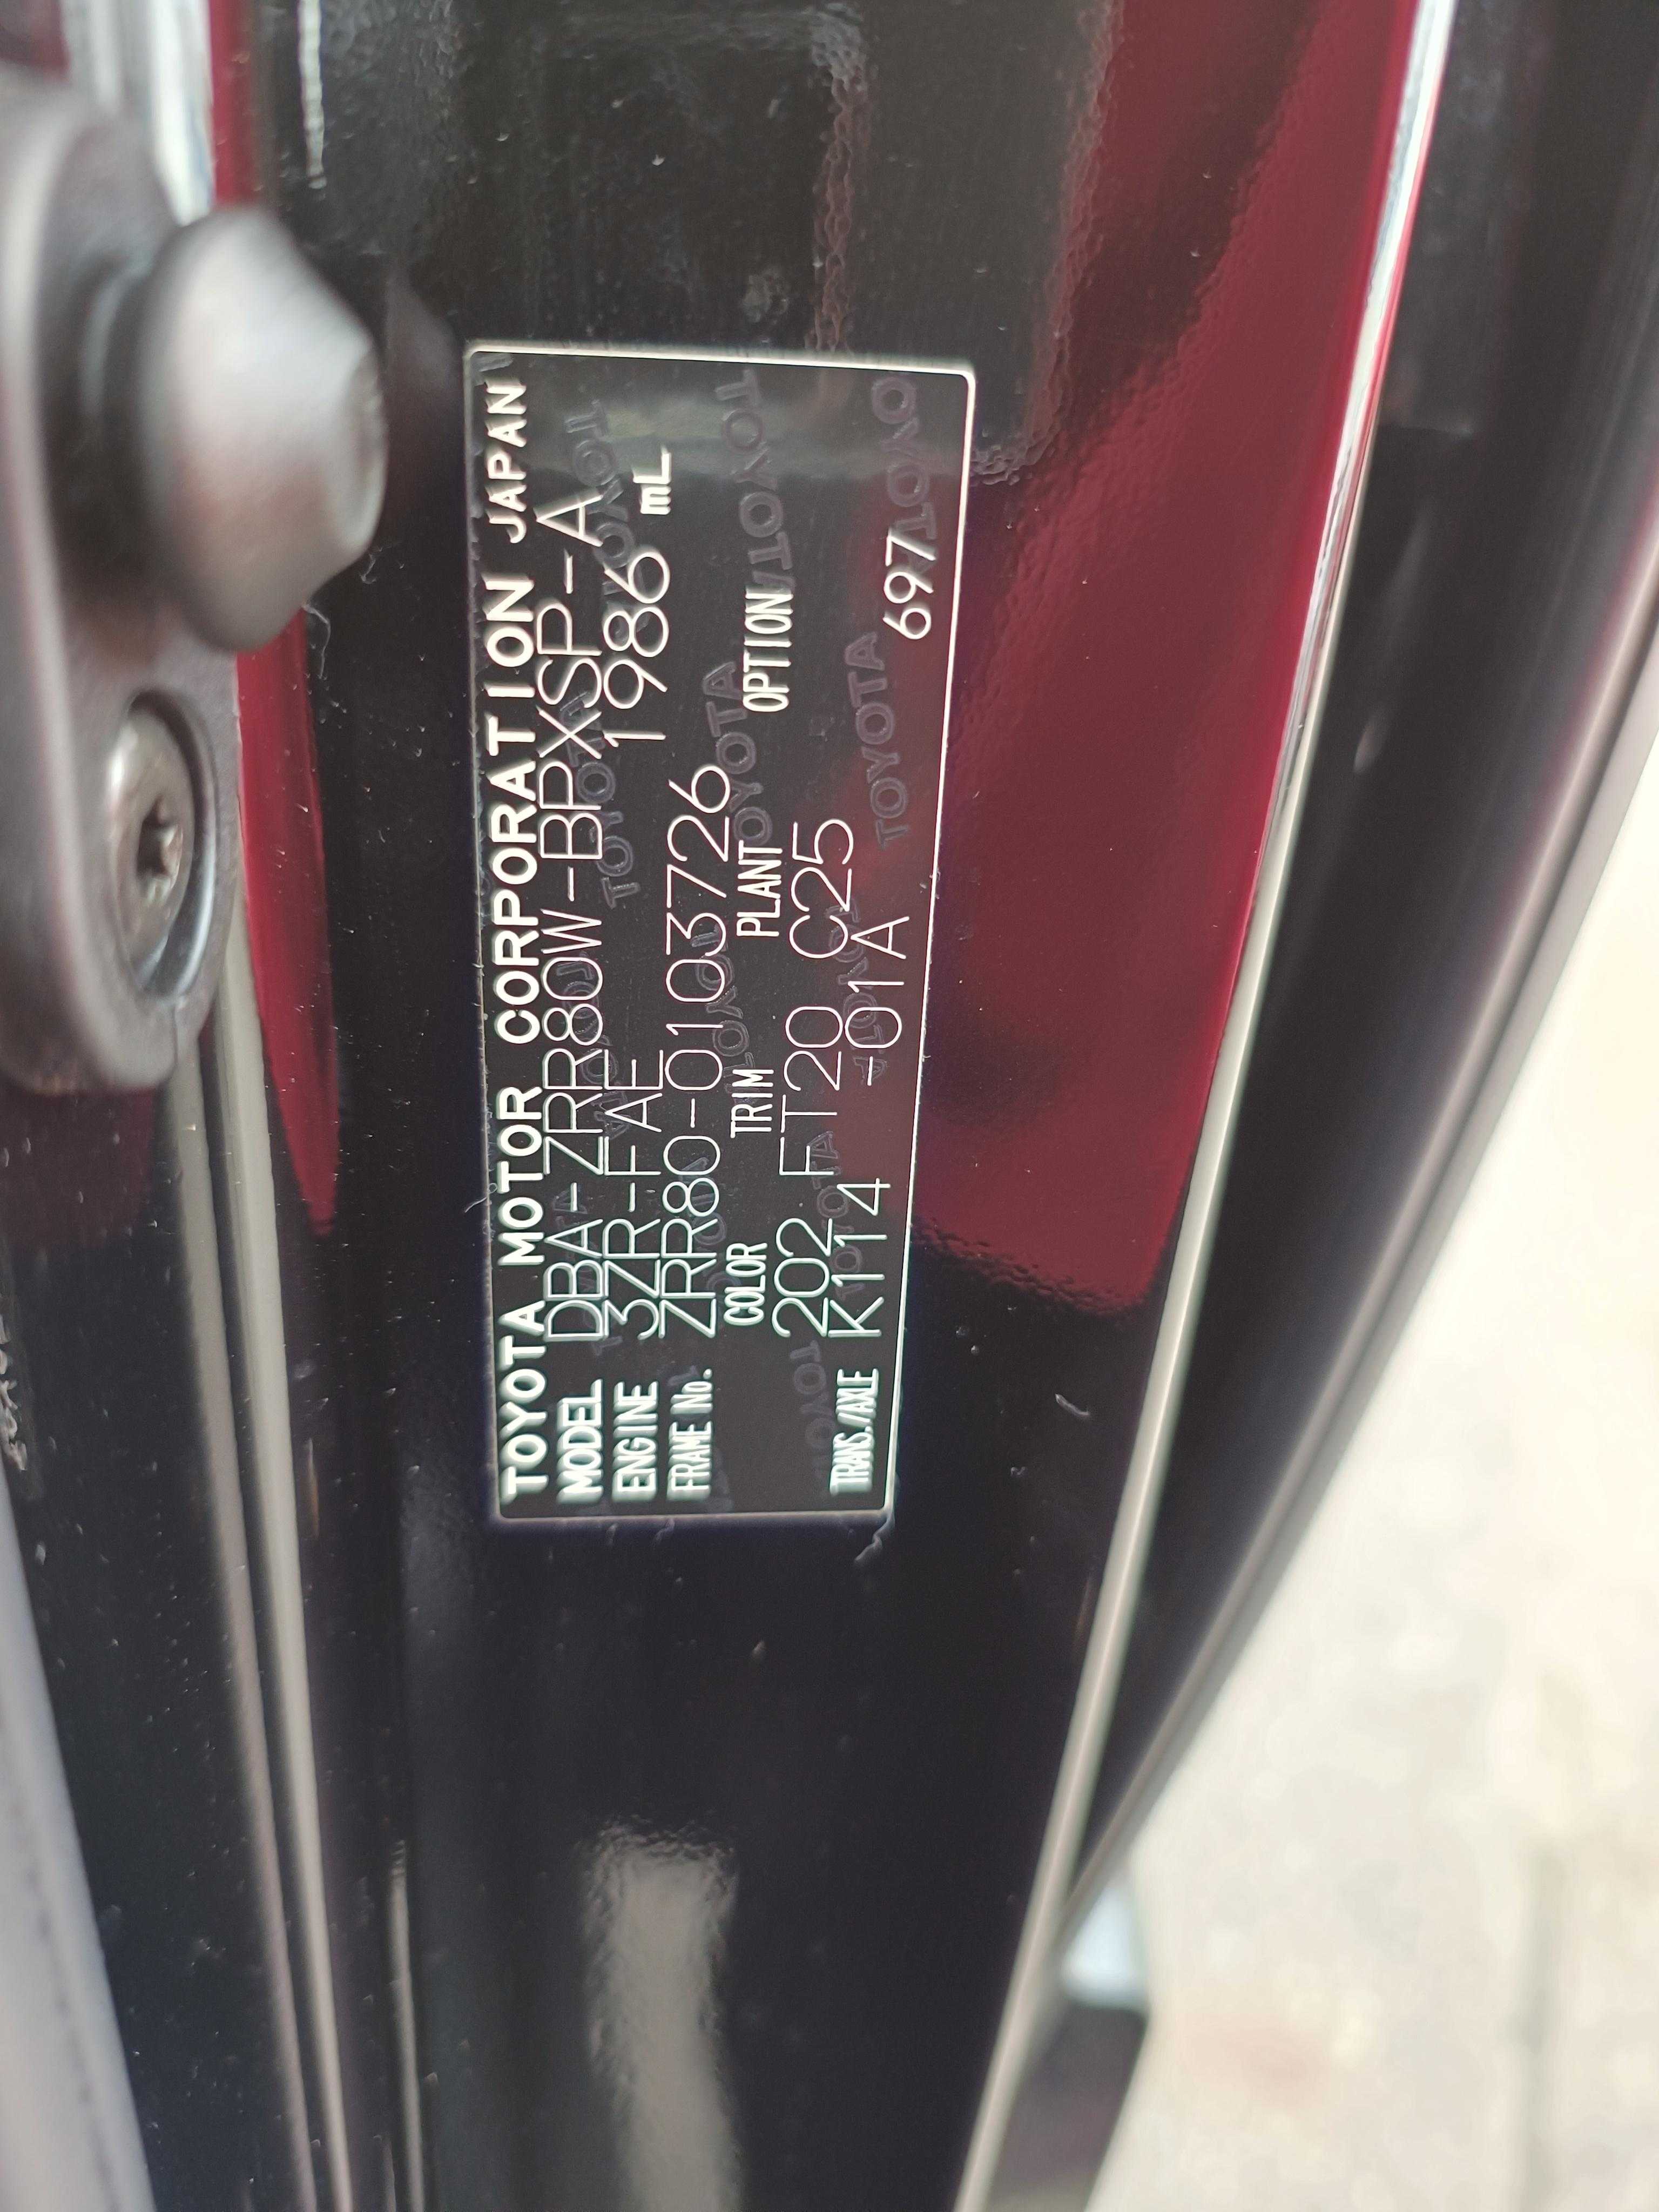 TOYOTA MOTOR CORPORATION JAPAN
MODEL DBA-ZRR80W-BPXSP-A
ENGINE 3ZR-FAE 1986 mL
FRAME No. ZRR80-0103726
COLOR TRIM PLANT OPTION
202 FT20 C25
TRANS./AXLE K114 -01A 697